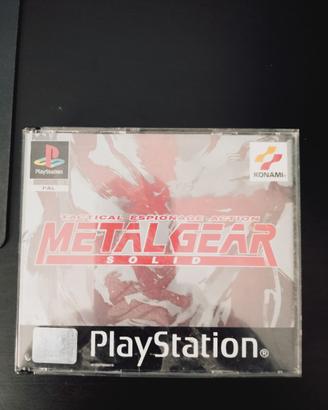 PlayStation
PAL
KONAMI
TACTICAL ESPIONAGE ACTION
METAL GEAR
SOLID
PlayStation®